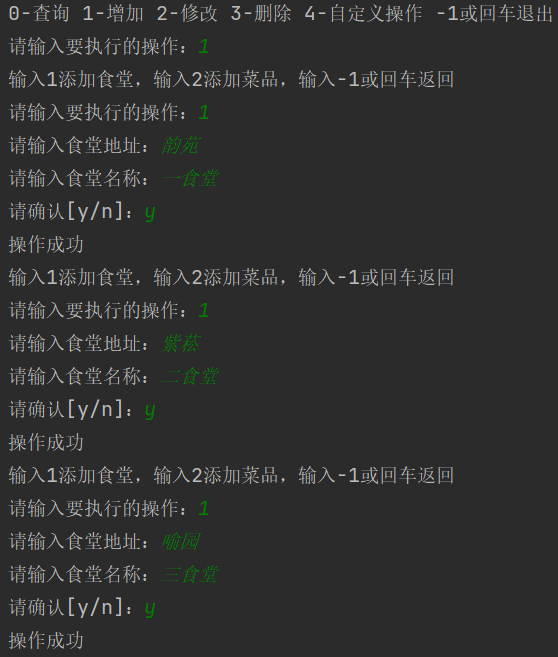 0-查询 1-增加 2-修改 3-删除 4-自定义操作 -1或回车退出
请输入要执行的操作：1
输入1添加食堂，输入2添加菜品，输入-1或回车返回
请输入要执行的操作：1
请输入食堂地址：韵苑
请输入食堂名称：一食堂
请确认[y/n]：y
操作成功
输入1添加食堂，输入2添加菜品，输入-1或回车返回
请输入要执行的操作：1
请输入食堂地址：紫菘
请输入食堂名称：二食堂
请确认[y/n]：y
操作成功
输入1添加食堂，输入2添加菜品，输入-1或回车返回
请输入要执行的操作：1
请输入食堂地址：喻园
请输入食堂名称：三食堂
请确认[y/n]：y
操作成功